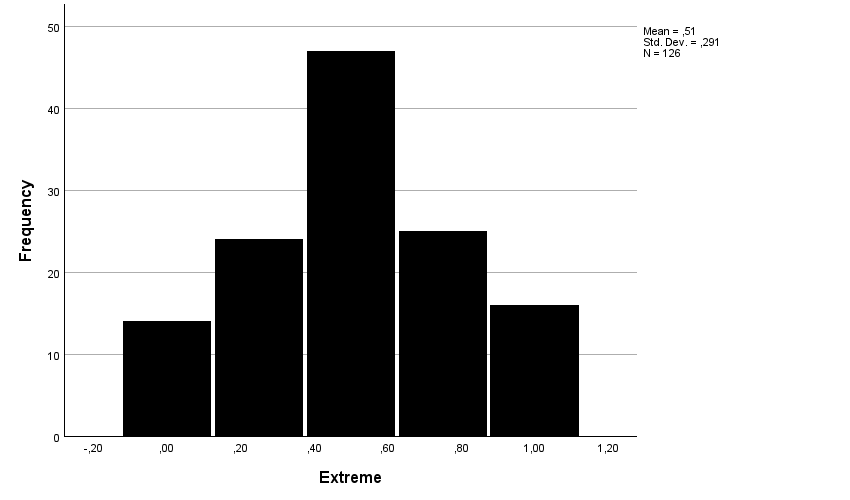 Mean = ,51
Std. Dev. = ,291
N = 126
50
40
30
20
10
0
Frequency
-,20 ,00 ,20 ,40 ,60 ,80 1,00 1,20
Extreme